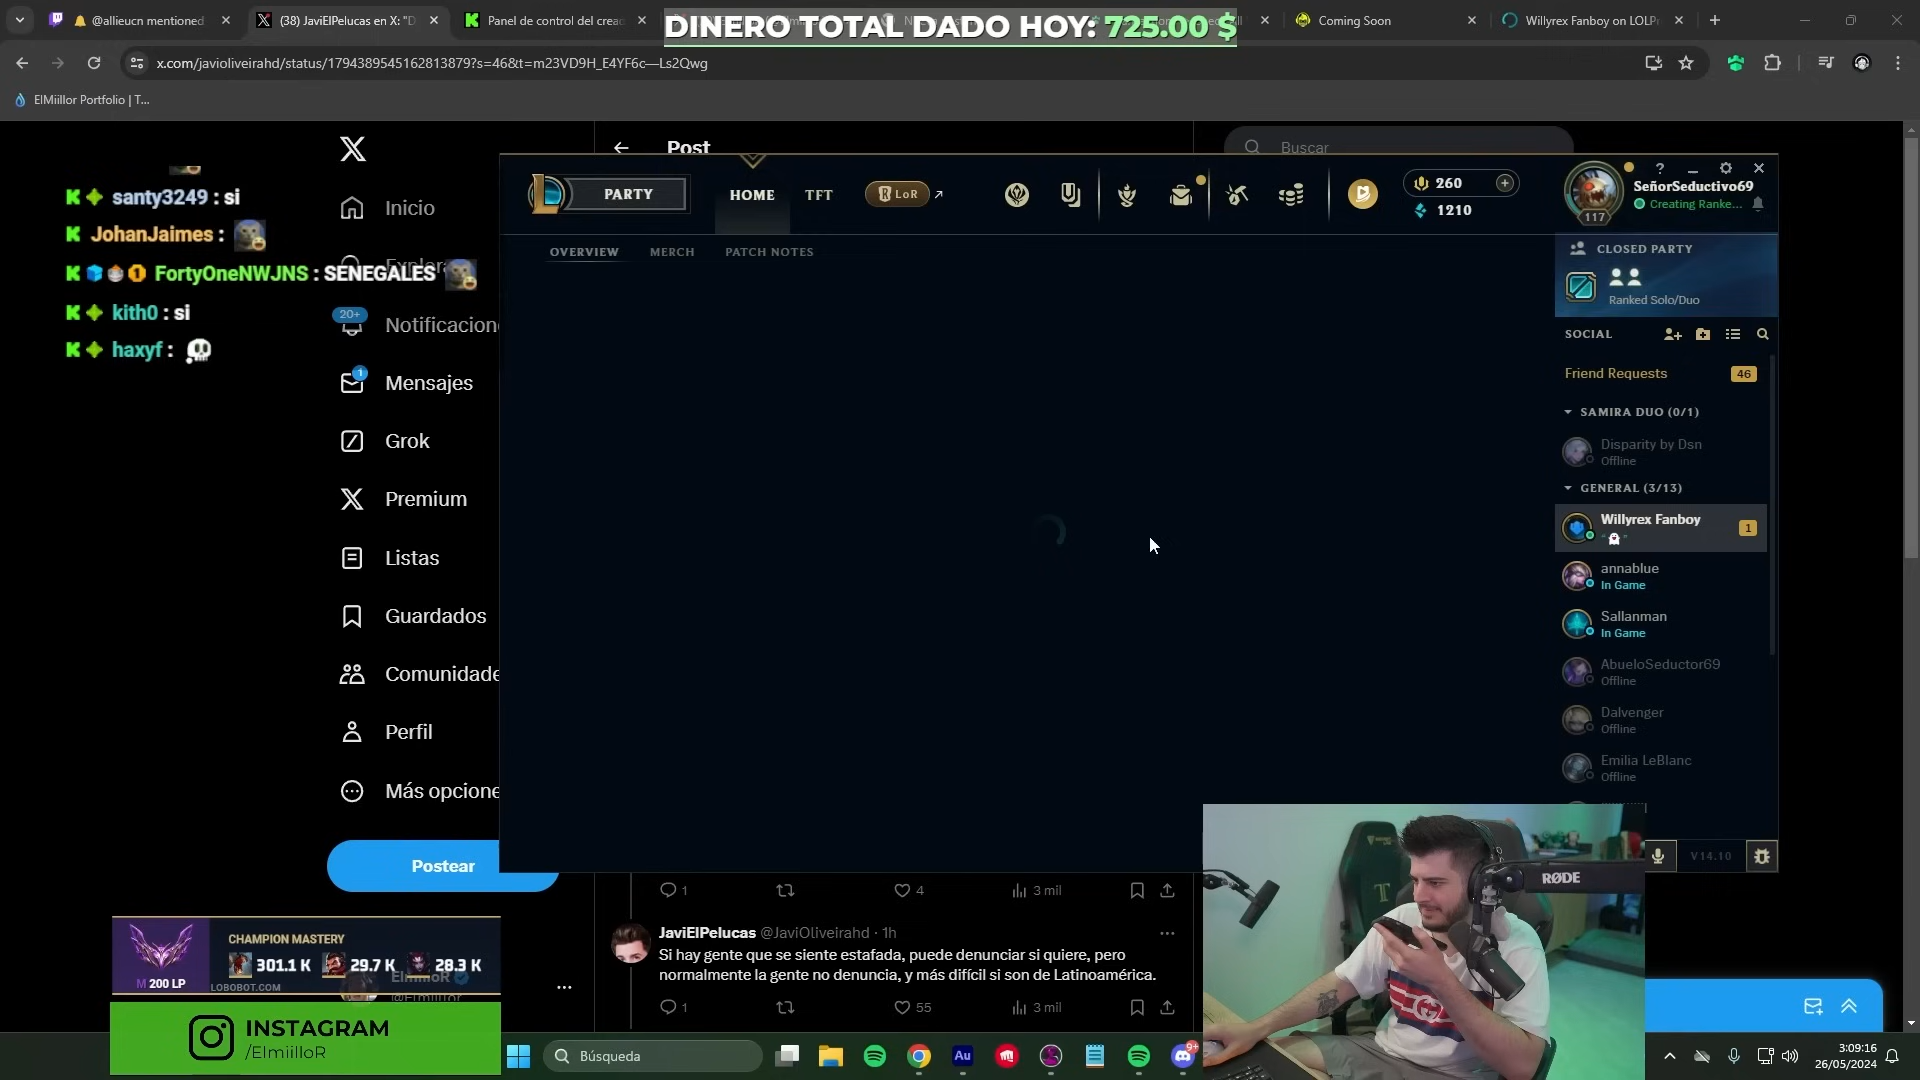 @allieucn mentioned
(38) JaviElPelucas en X: "D
Panel de control del creac
DINERO TOTAL DADO HOY: 725.00 $
Coming Soon
Willyrex Fanboy on LOLPr
x.com/javioliveirahd/status/1794389545162813879?s=46&t=m23VD9H_E4YF6c—Ls2Qwg
ElMiillor Portfolio | T...
Post
Buscar
santy3249 : si
JohanJaimes :
FortyOneNWJNS : SENEGALES
kith0 : si
haxyf :
Inicio
20+
Notificacion
1
Mensajes
Grok
Premium
Listas
Guardados
Comunidade
Perfil
Más opcione
Postear
PARTY
HOME
TFT
LoR
260
1210
117
SeñorSeductivo69
Creating Ranke...
OVERVIEW
MERCH
PATCH NOTES
CLOSED PARTY
Ranked Solo/Duo
SOCIAL
Friend Requests
46
SAMIRA DUO (0/1)
Disparity by Dsn
Offline
GENERAL (3/13)
Willyrex Fanboy
1
annablue
In Game
Sallanman
In Game
AbueloSeductor69
Offline
Dalvenger
Offline
Emilia LeBlanc
Offline
V14.10
RØDE
1
4
3 mil
JaviElPelucas @JaviOliveirahd · 1h
Si hay gente que se siente estafada, puede denunciar si quiere, pero
normalmente la gente no denuncia, y más difícil si son de Latinoamérica.
1
55
3 mil
CHAMPION MASTERY
301.1 K
29.7 K
28.3 K
M 200 LP
LOBOBOT.COM
ElmiilloR
@Elmiillor
INSTAGRAM
/ElmiilloR
Búsqueda
Au
9+
3:09:16
26/05/2024